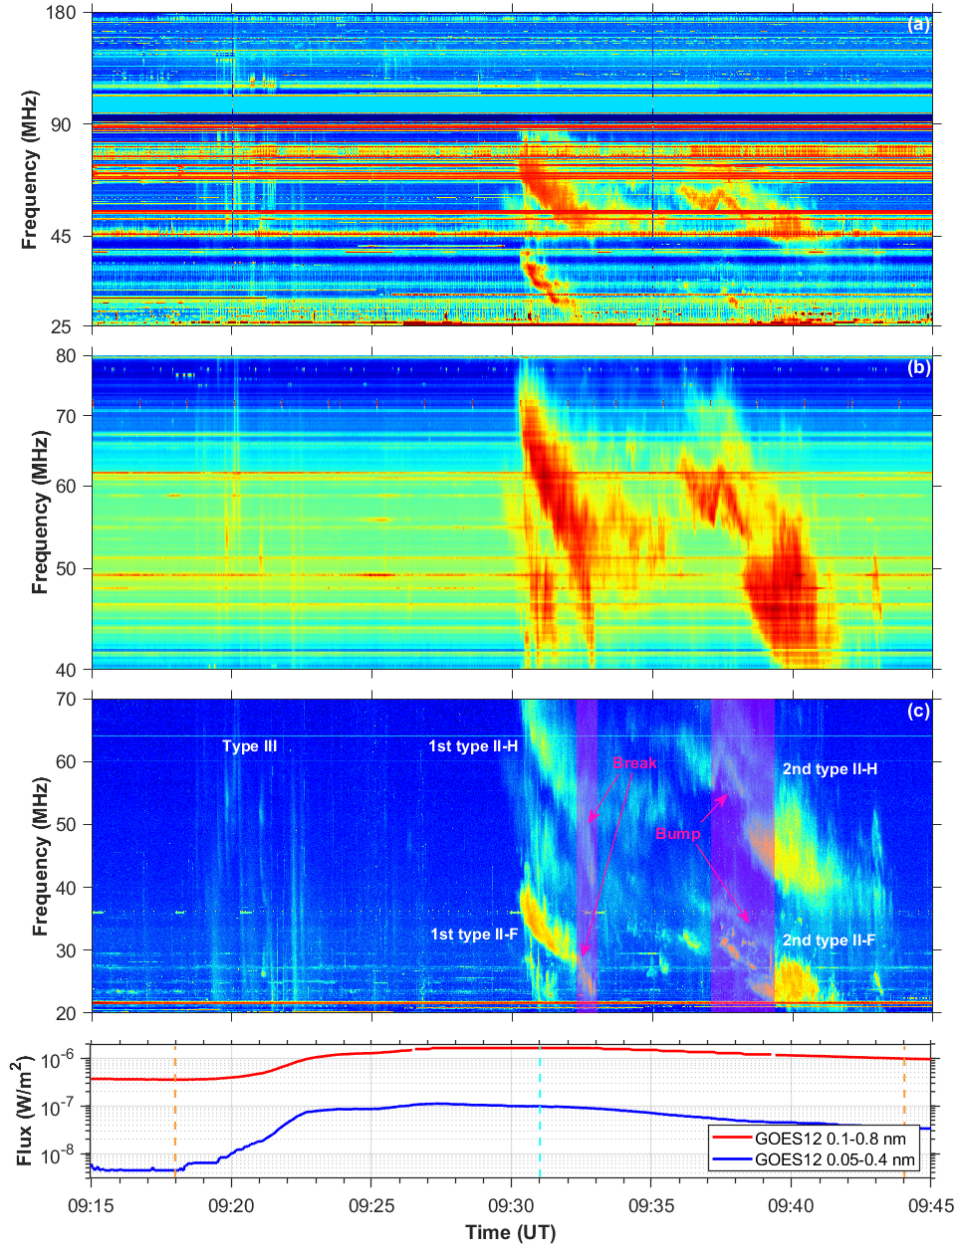 180
(a)
90
45
25
Frequency (MHz)
80
(b)
70
60
50
40
Frequency (MHz)
70
(c)
Type III
1st type II-H
Break
60
2nd type II-H
50
Bump
40
1st type II-F
2nd type II-F
30
20
Frequency (MHz)
10-6
10-7
10-8
Flux (W/m2)
GOES12 0.1-0.8 nm
GOES12 0.05-0.4 nm
09:15 09:20 09:25 09:30 09:35 09:40 09:45
Time (UT)